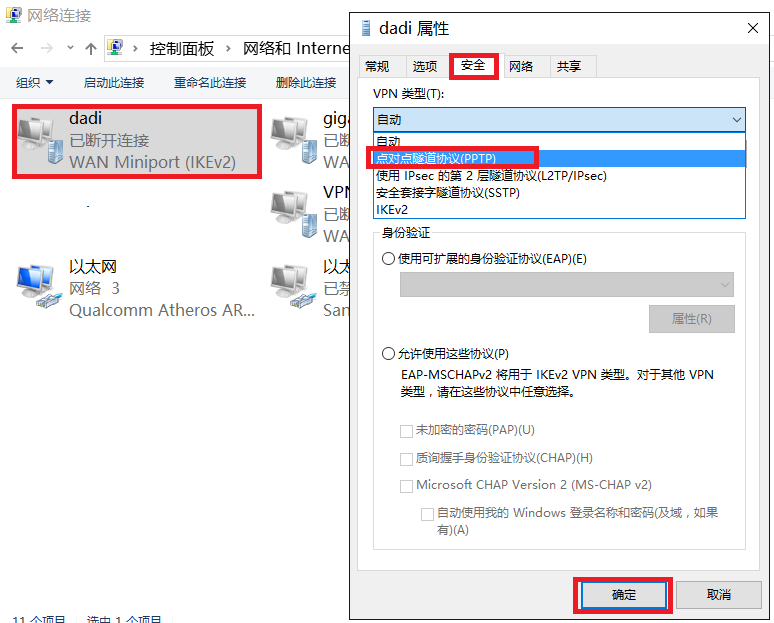 网络连接
控制面板 › 网络和 Interne
组织 启动此连接 重命名此连接 删除此连接
dadi
已断开连接
WAN Miniport (IKEv2)
giga
已断
WA
VPN
已断
WA
以太网
网络 3
Qualcomm Atheros AR...
以太
已禁
San
11 个项目 选中 1 个项目
dadi 属性
常规 选项 安全 网络 共享
VPN 类型(T):
自动
自动
点对点隧道协议(PPTP)
使用 IPsec 的第 2 层隧道协议(L2TP/IPsec)
安全套接字隧道协议(SSTP)
IKEv2
身份验证
使用可扩展的身份验证协议(EAP)(E)
属性(R)
允许使用这些协议(P)
EAP-MSCHAPv2 将用于 IKEv2 VPN 类型。对于其他 VPN
类型，请在这些协议中任意选择。
未加密的密码(PAP)(U)
质询握手身份验证协议(CHAP)(H)
Microsoft CHAP Version 2 (MS-CHAP v2)
自动使用我的 Windows 登录名称和密码(及域，如果
有)(A)
确定 取消